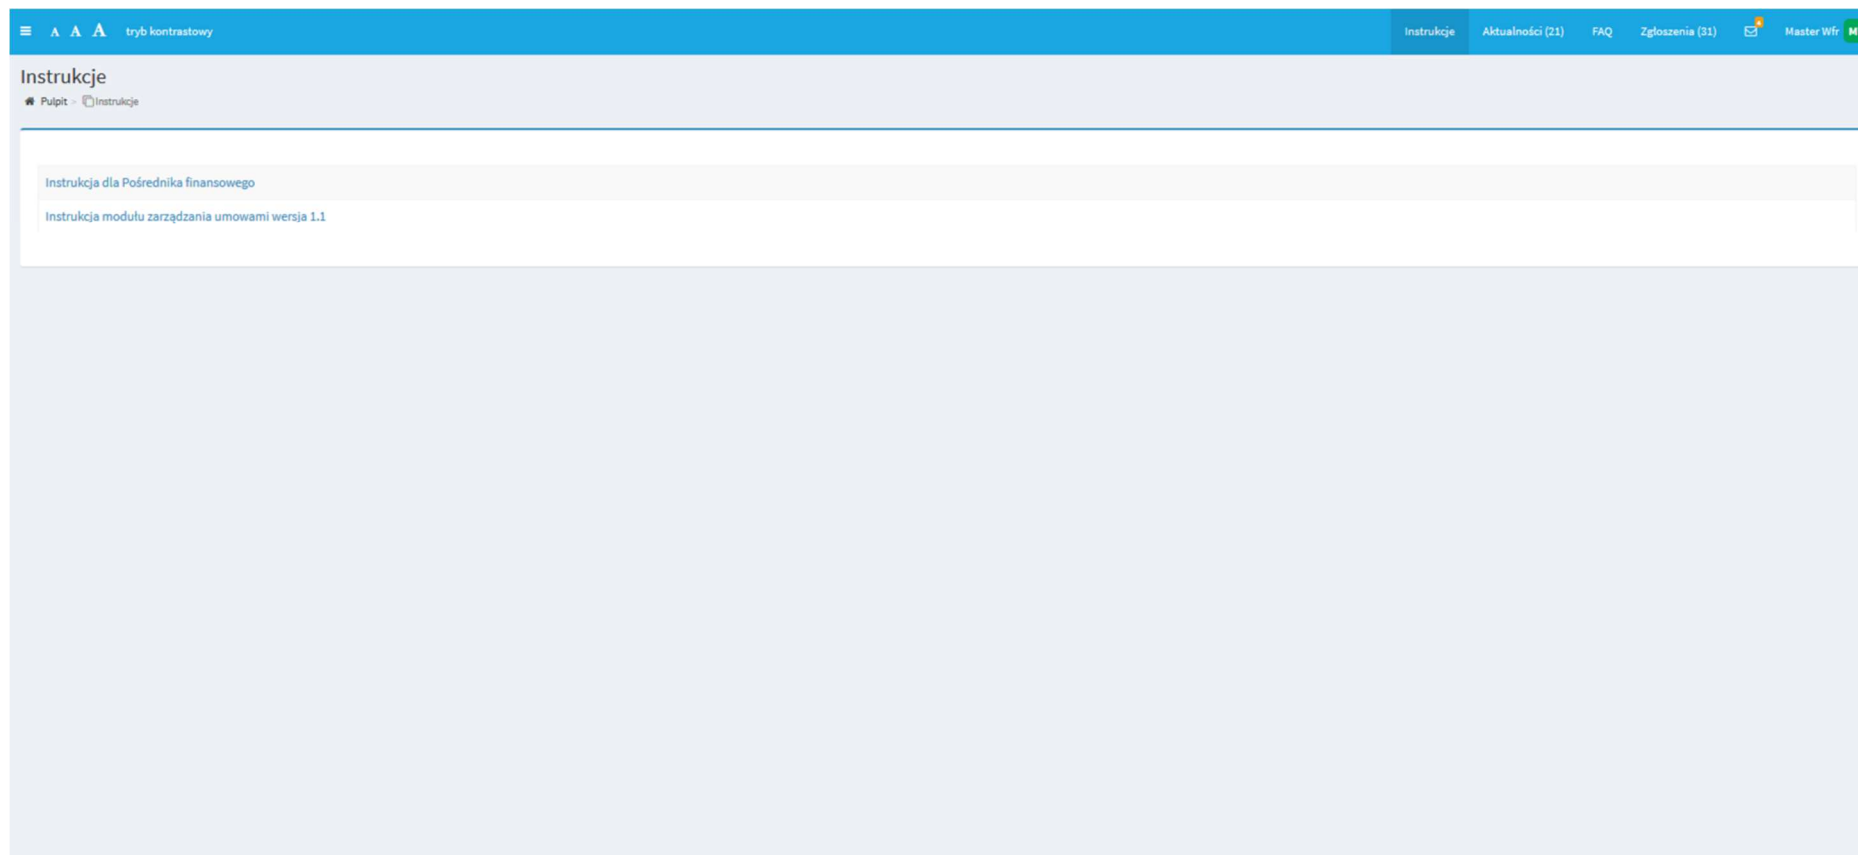 A A A tryb kontrastowy Instrukcje Aktualności (21) FAQ Zgłoszenia (31) Master Wfr M
Instrukcje
Pulpit > Instrukcje
Instrukcja dla Pośrednika finansowego
Instrukcja modułu zarządzania umowami wersja 1.1